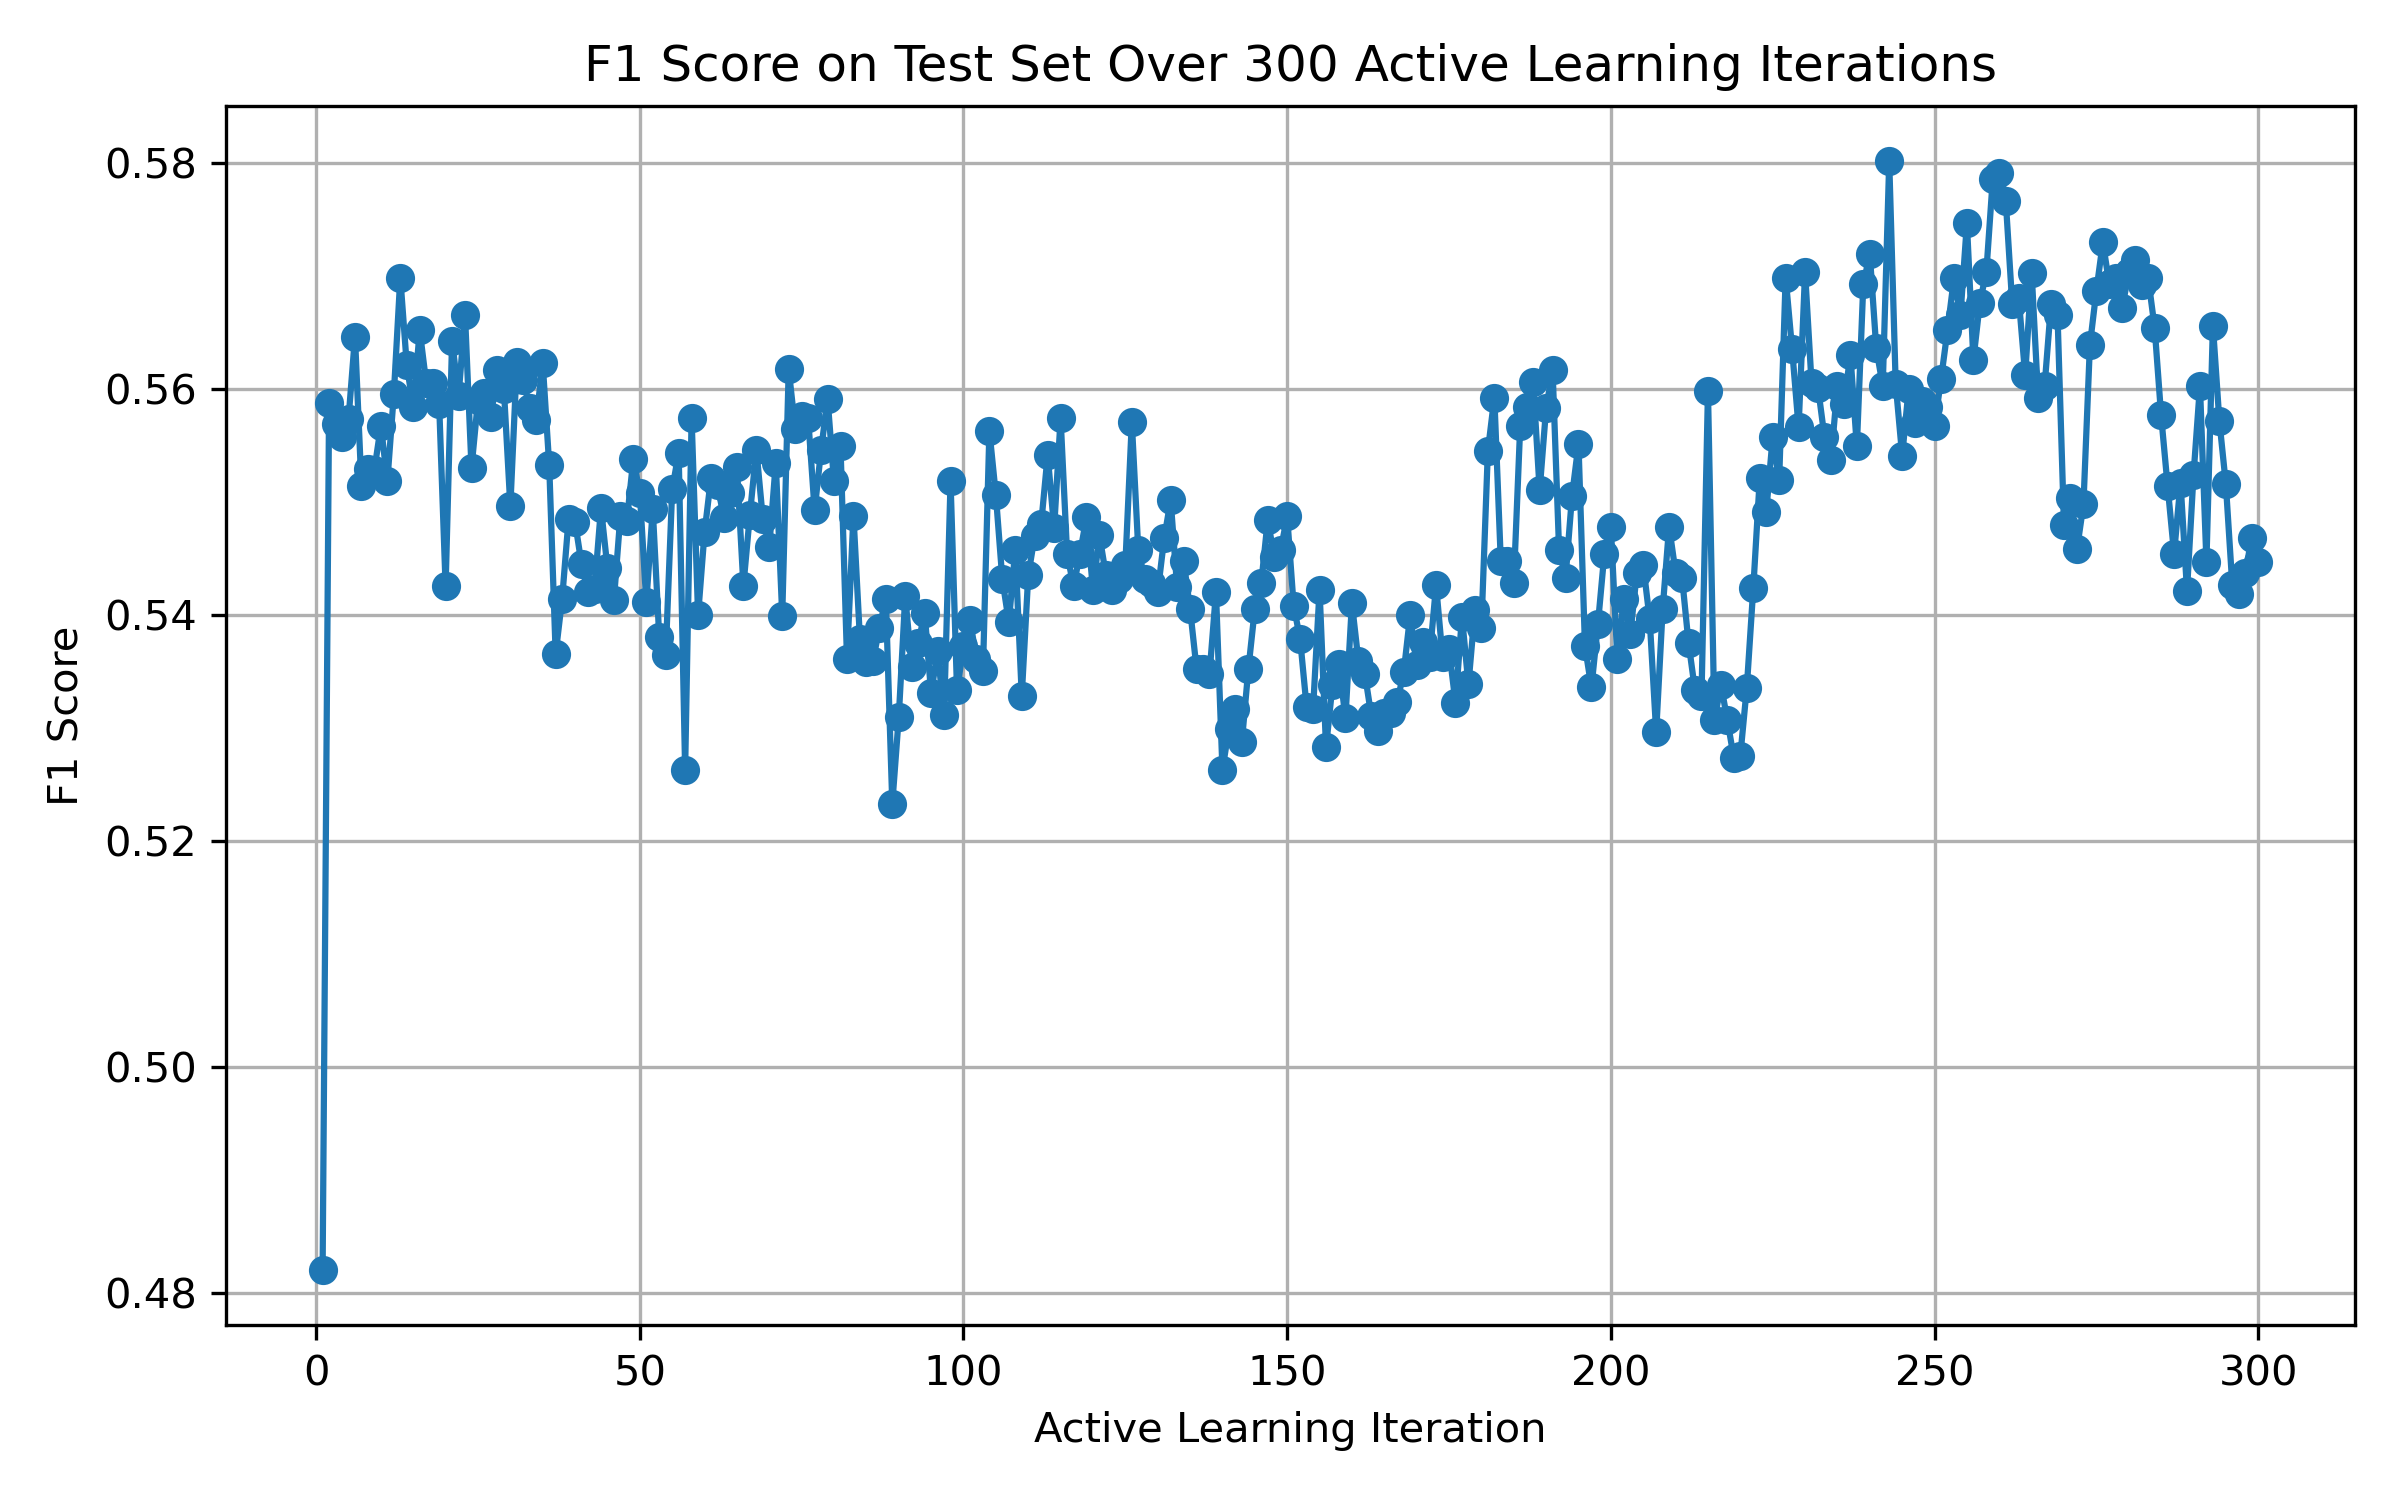 F1 Score on Test Set Over 300 Active Learning Iterations
F1 Score
0.58
0.56
0.54
0.52
0.50
0.48
0 50 100 150 200 250 300
Active Learning Iteration